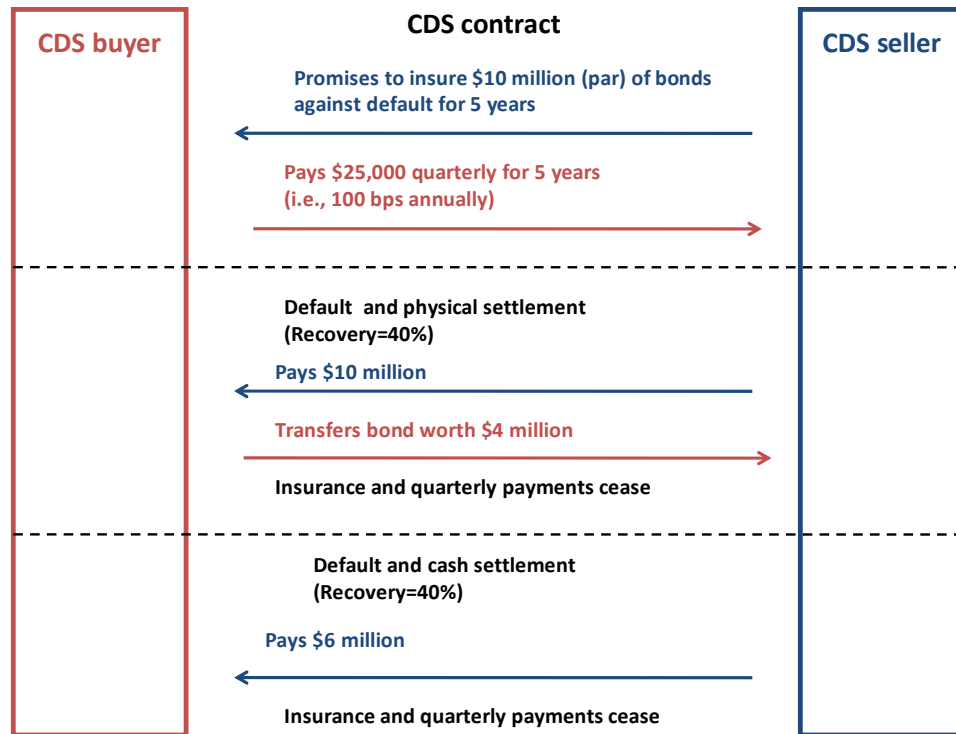 CDS contract
CDS buyer
CDS seller
Promises to insure $10 million (par) of bonds
against default for 5 years
Pays $25,000 quarterly for 5 years
(i.e., 100 bps annually)
Default and physical settlement
(Recovery=40%)
Pays $10 million
Transfers bond worth $4 million
Insurance and quarterly payments cease
Default and cash settlement
(Recovery=40%)
Pays $6 million
Insurance and quarterly payments cease